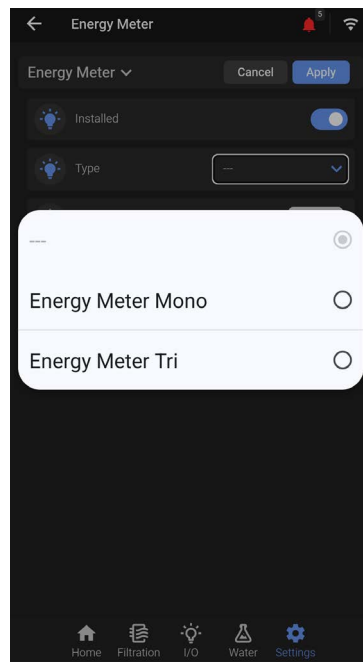 Energy Meter
5
Energy Meter
Cancel
Apply
Installed
Type
---
---
Energy Meter Mono
Energy Meter Tri
Home
Filtration
I/O
Water
Settings